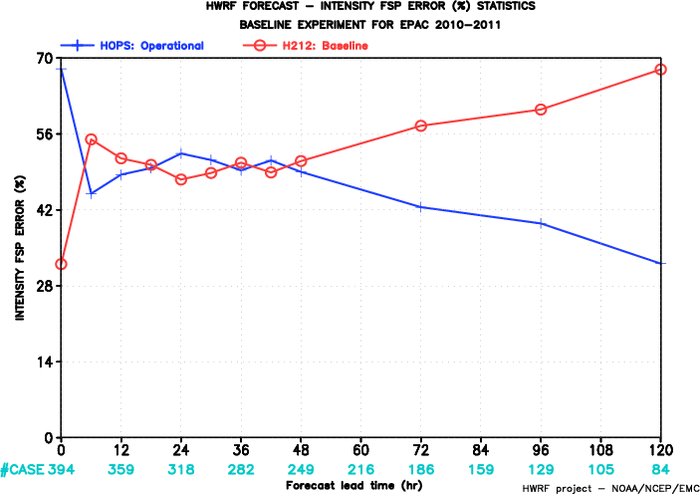 HWRF FORECAST − INTENSITY FSP ERROR (%) STATISTICS
BASELINE EXPERIMENT FOR EPAC 2010−2011
HOPS: Operational H212: Baseline
70
56
42
28
14
0
INTENSITY FSP ERROR (%)
0 12 24 36 48 60 72 84 96 108 120
#CASE 394 359 318 282 249 216 186 159 129 105 84
Forecast lead time (hr)
HWRF project − NOAA/NCEP/EMC